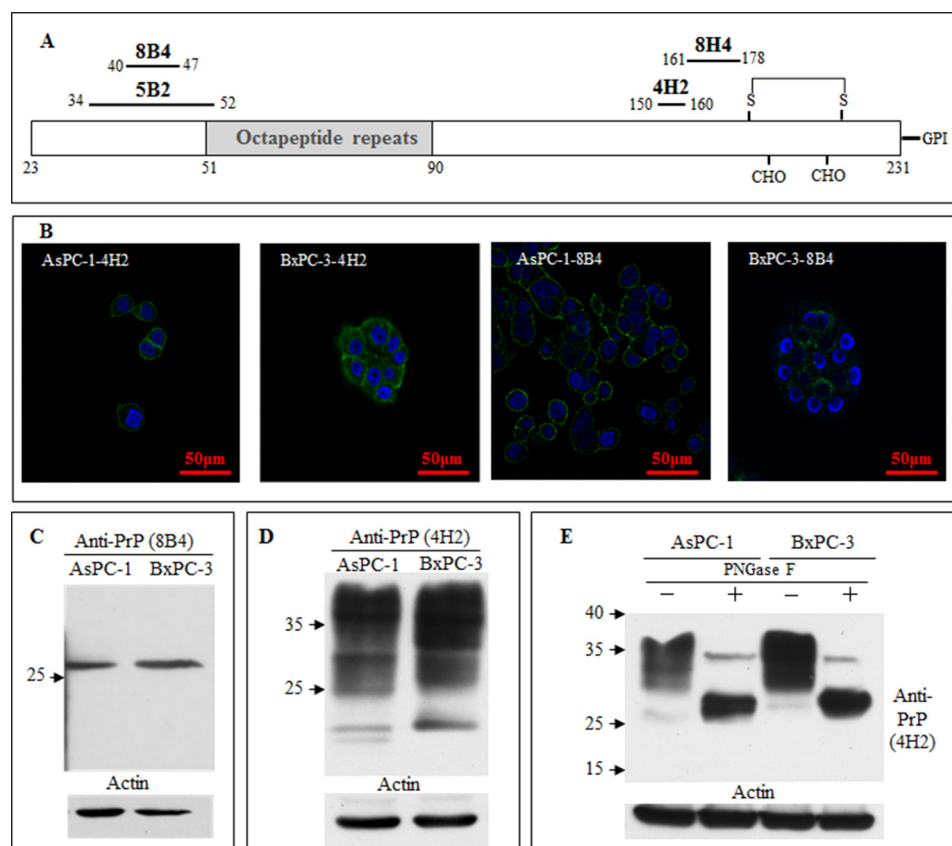 A
8B4
40 47
5B2
34 52
8H4
161 178
4H2
150 160
S S
Octapeptide repeats
GPI
23 51 90 231
CHO CHO
B
AsPC-1-4H2
BxPC-3-4H2
AsPC-1-8B4
BxPC-3-8B4
50μm
50μm
50μm
50μm
C
Anti-PrP (8B4)
AsPC-1 BxPC-3
25
Actin
D
Anti-PrP (4H2)
AsPC-1 BxPC-3
35
25
Actin
E
AsPC-1 BxPC-3
PNGase F
– + – +
40
35
25
15
Anti-
PrP
(4H2)
Actin